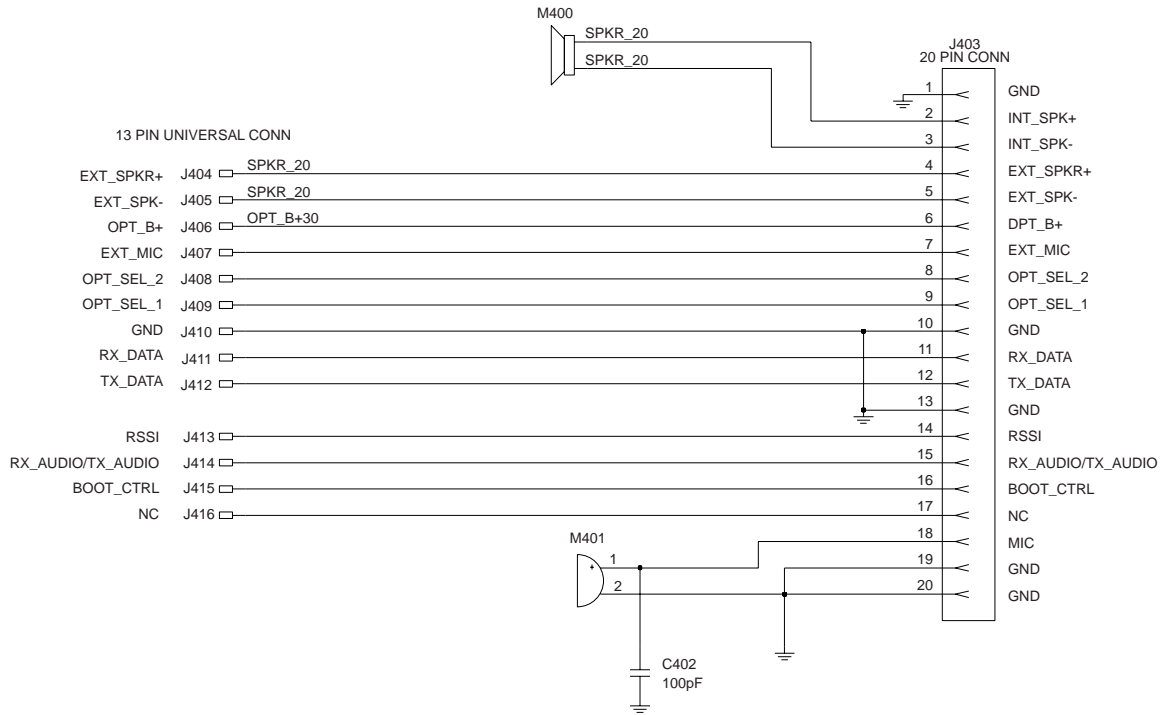 M400
SPKR_20
SPKR_20
J403
20 PIN CONN
1 GND
2 INT_SPK+
3 INT_SPK-
13 PIN UNIVERSAL CONN
EXT_SPKR+ J404 SPKR_20 4 EXT_SPKR+
EXT_SPK- J405 SPKR_20 5 EXT_SPK-
OPT_B+ J406 OPT_B+30 6 DPT_B+
EXT_MIC J407 7 EXT_MIC
OPT_SEL_2 J408 8 OPT_SEL_2
OPT_SEL_1 J409 9 OPT_SEL_1
GND J410 10 GND
RX_DATA J411 11 RX_DATA
TX_DATA J412 12 TX_DATA
13 GND
RSSI J413 14 RSSI
RX_AUDIO/TX_AUDIO J414 15 RX_AUDIO/TX_AUDIO
BOOT_CTRL J415 16 BOOT_CTRL
NC J416 17 NC
M401 18 MIC
1 19 GND
+
2 20 GND
C402
100pF